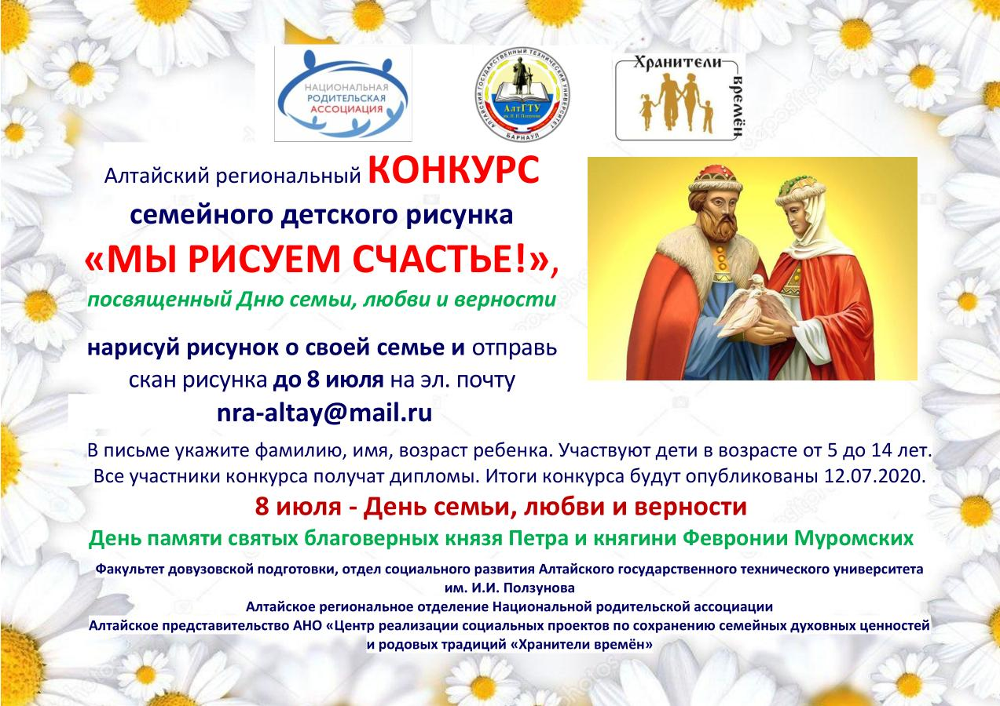 НАЦИОНАЛЬНАЯ
РОДИТЕЛЬСКАЯ
АССОЦИАЦИЯ
АЛТАЙСКИЙ ГОСУДАРСТВЕННЫЙ ТЕХНИЧЕСКИЙ УНИВЕРСИТЕТ
АлтГТУ
им. И.И. Ползунова
БАРНАУЛ
Хранители
времён
Алтайский региональный КОНКУРС
семейного детского рисунка
«МЫ РИСУЕМ СЧАСТЬЕ!»,
посвященный Дню семьи, любви и верности
нарисуй рисунок о своей семье и отправь
скан рисунка до 8 июля на эл. почту
nra-altay@mail.ru
В письме укажите фамилию, имя, возраст ребенка. Участвуют дети в возрасте от 5 до 14 лет.
Все участники конкурса получат дипломы. Итоги конкурса будут опубликованы 12.07.2020.
8 июля - День семьи, любви и верности
День памяти святых благоверных князя Петра и княгини Февронии Муромских
Факультет довузовской подготовки, отдел социального развития Алтайского государственного технического университета
им. И.И. Ползунова
Алтайское региональное отделение Национальной родительской ассоциации
Алтайское представительство АНО «Центр реализации социальных проектов по сохранению семейных духовных ценностей
и родовых традиций «Хранители времён»